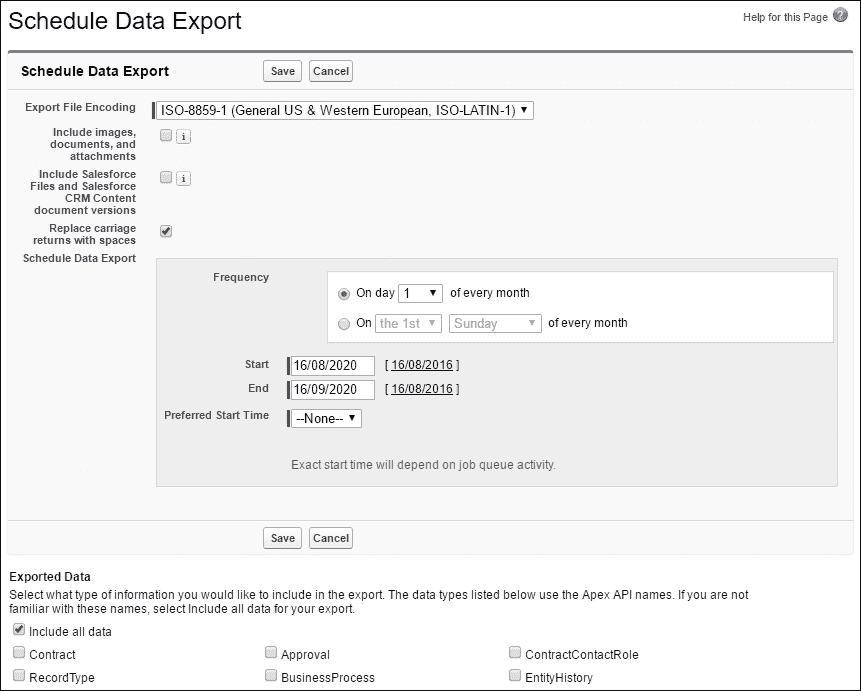 Schedule Data Export
Help for this Page ?
Schedule Data Export
Save
Cancel
Export File Encoding
ISO-8859-1 (General US & Western European, ISO-LATIN-1)
Include images,
documents, and
attachments
i
Include Salesforce
Files and Salesforce
CRM Content
document versions
i
Replace carriage
returns with spaces
Schedule Data Export
Frequency
On day 1 of every month
On the 1st Sunday of every month
Start
16/08/2020 [ 16/08/2016 ]
End
16/09/2020 [ 16/08/2016 ]
Preferred Start Time
--None--
Exact start time will depend on job queue activity.
Save
Cancel
Exported Data
Select what type of information you would like to include in the export. The data types listed below use the Apex API names. If you are not
familiar with these names, select Include all data for your export.
Include all data
Contract
Approval
ContractContactRole
RecordType
BusinessProcess
EntityHistory